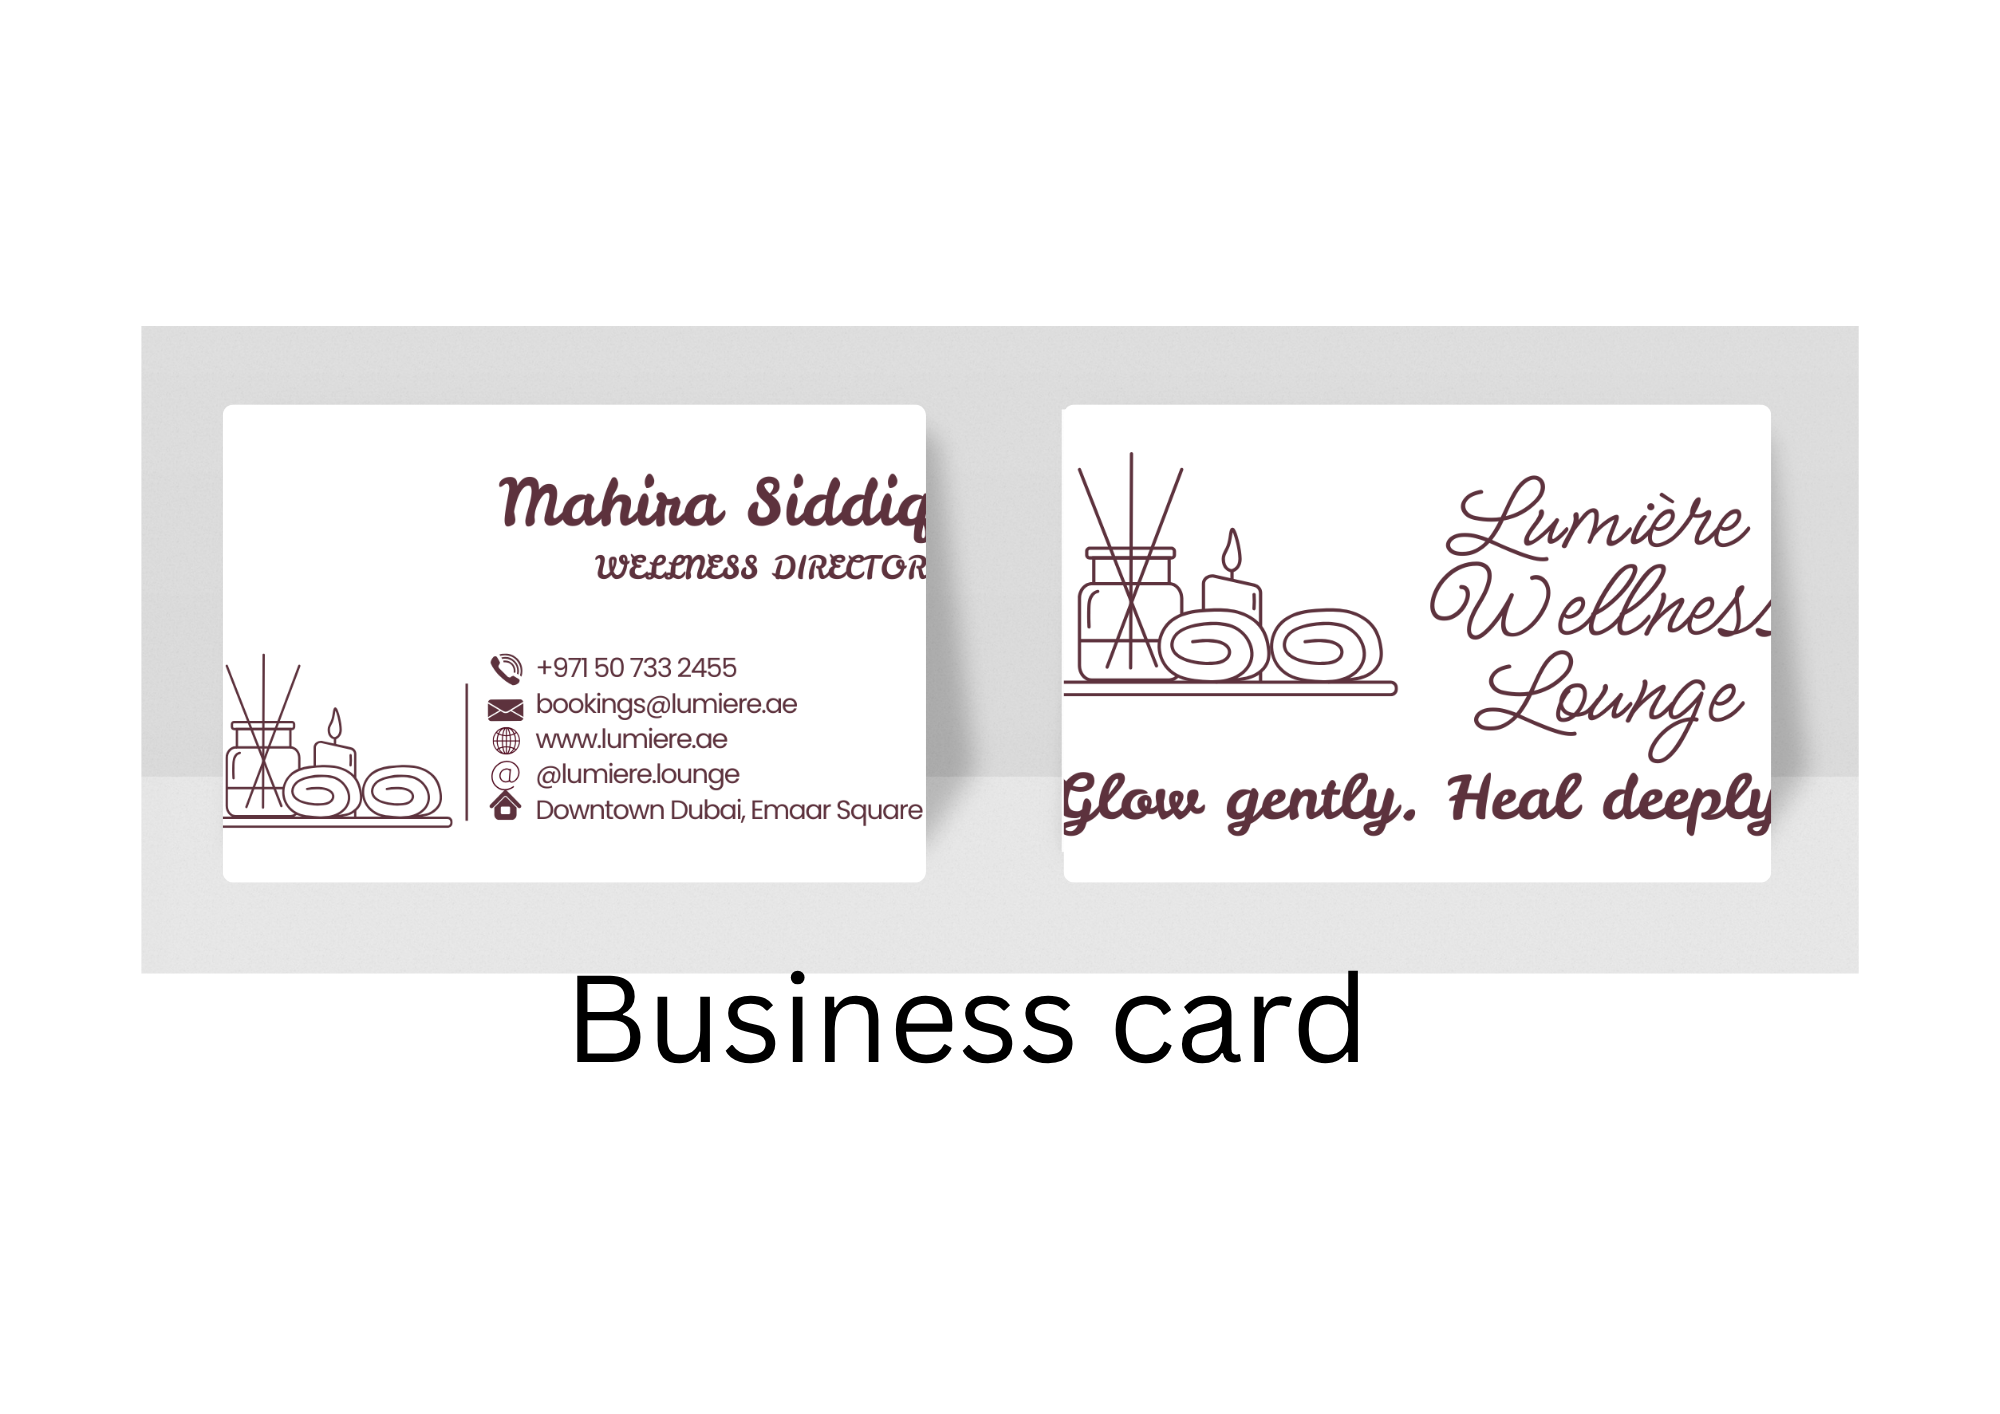 Mahira Siddiq
WELLNESS DIRECTOR
+971 50 733 2455
bookings@lumiere.ae
www.lumiere.ae
@lumiere.lounge
Downtown Dubai, Emaar Square
Lumière
Wellness
Lounge
Glow gently. Heal deeply
Business card